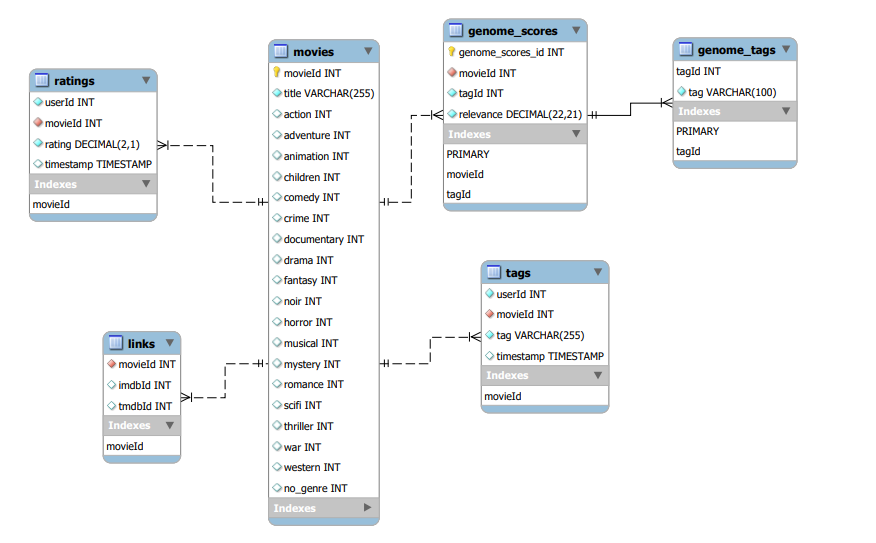 ratings
userId INT
movieId INT
rating DECIMAL(2,1)
timestamp TIMESTAMP
Indexes
movieId
links
movieId INT
imdbId INT
tmdbId INT
Indexes
movieId
movies
movieId INT
title VARCHAR(255)
action INT
adventure INT
animation INT
children INT
comedy INT
crime INT
documentary INT
drama INT
fantasy INT
noir INT
horror INT
musical INT
mystery INT
romance INT
scifi INT
thriller INT
war INT
western INT
no_genre INT
Indexes
genome_scores
genome_scores_id INT
movieId INT
tagId INT
relevance DECIMAL(22,21)
Indexes
PRIMARY
movieId
tagId
genome_tags
tagId INT
tag VARCHAR(100)
Indexes
PRIMARY
tagId
tags
userId INT
movieId INT
tag VARCHAR(255)
timestamp TIMESTAMP
Indexes
movieId